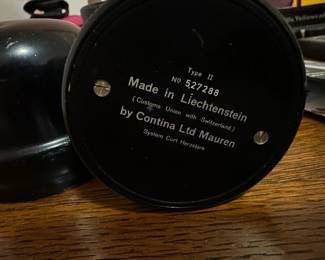 Type II
No 527288
Made in Liechtenstein
(Customs Union with Switzerland)
by Contina Ltd Mauren
System Curt Herzstark